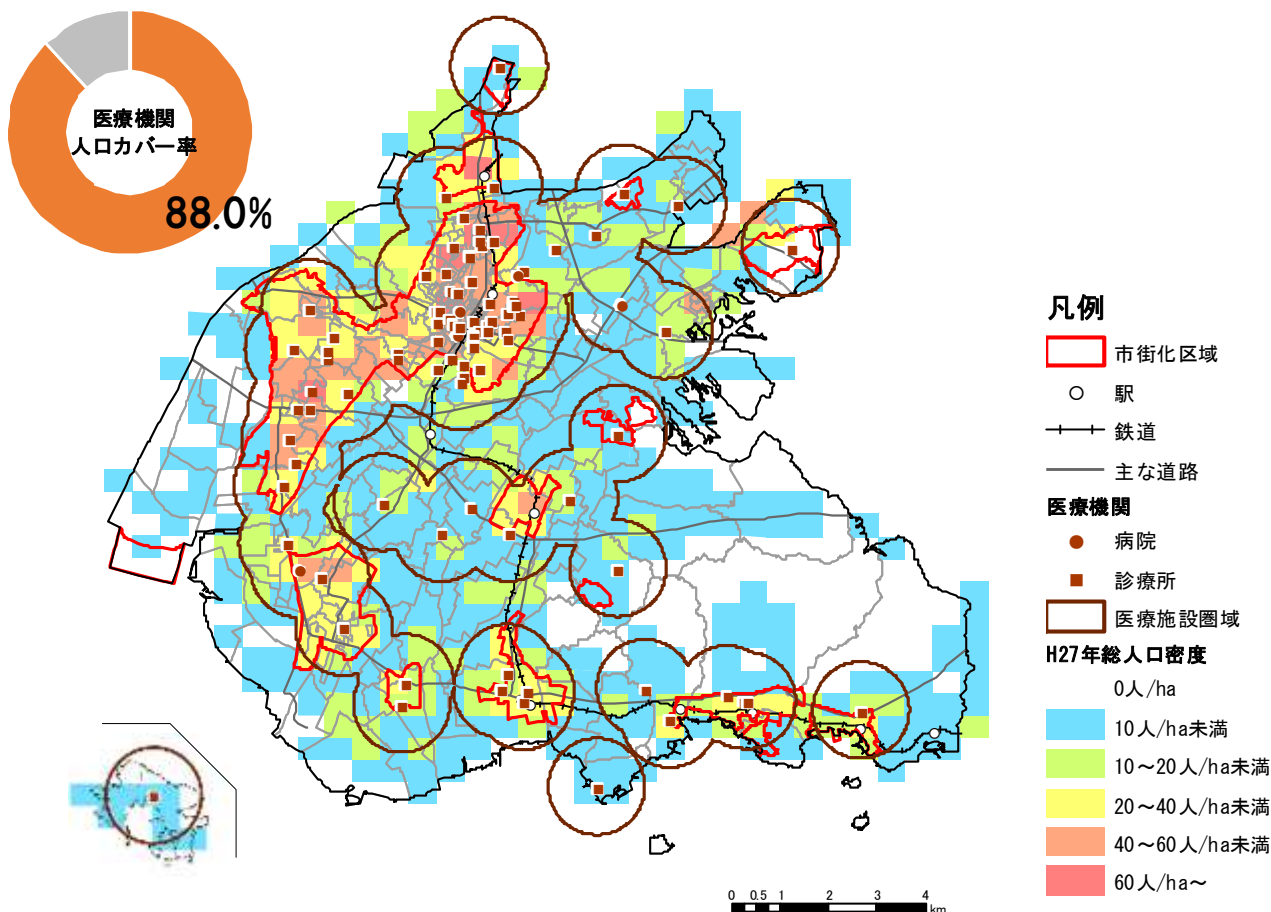 医療機関
人口カバー率
88.0%
凡例
市街化区域
駅
鉄道
主な道路
医療機関
病院
診療所
医療施設圏域
H27年総人口密度
0人/ha
10人/ha未満
10～20人/ha未満
20～40人/ha未満
40～60人/ha未満
60人/ha～
0 0.5 1 2 3 4
km